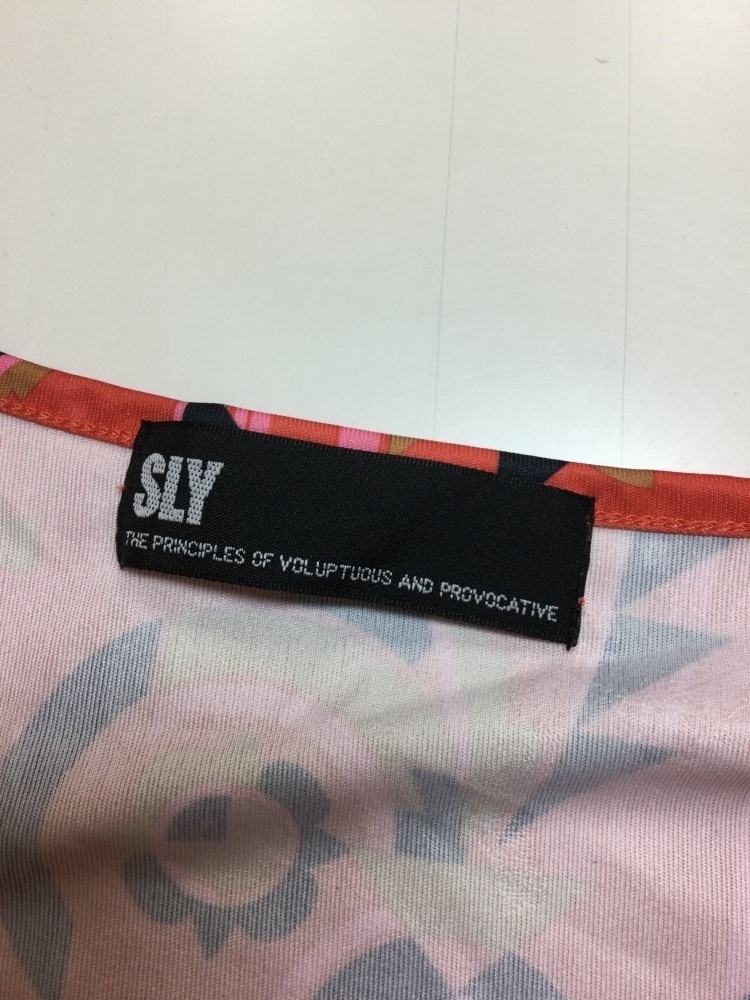 SLY
THE PRINCIPLES OF VOLUPTUOUS AND PROVOCATIVE